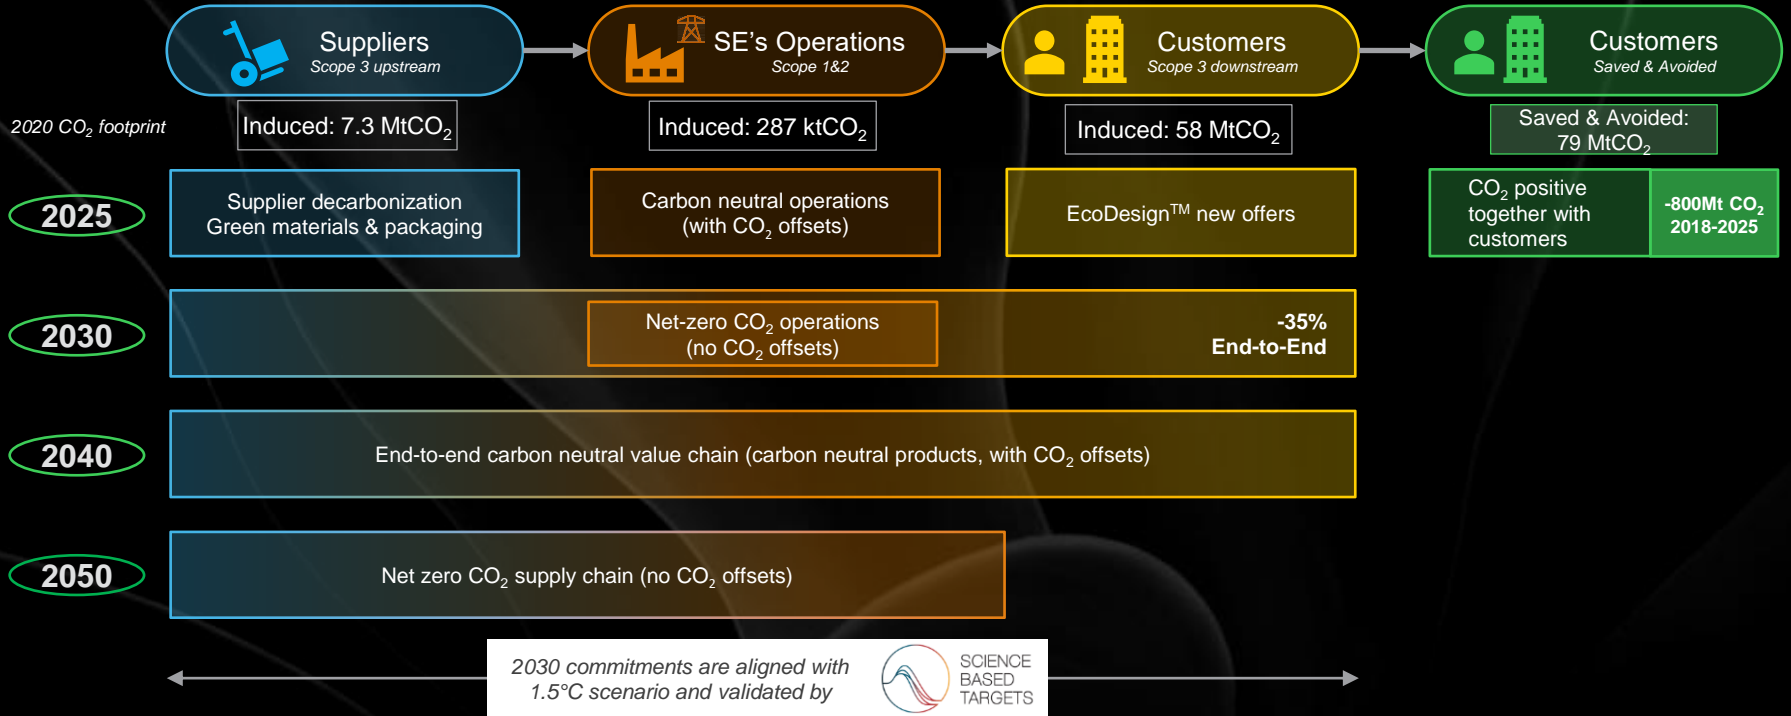 Suppliers
Scope 3 upstream
SE's Operations
Scope 1&2
Customers
Scope 3 downstream
Customers
Saved & Avoided
2020 CO₂ footprint
Induced: 7.3 MtCO₂
Induced: 287 ktCO₂
Induced: 58 MtCO₂
Saved & Avoided:
79 MtCO₂
2025
Supplier decarbonization
Green materials & packaging
Carbon neutral operations
(with CO₂ offsets)
EcoDesign™ new offers
CO₂ positive
together with
customers
-800Mt CO₂
2018-2025
2030
Net-zero CO₂ operations
(no CO₂ offsets)
-35%
End-to-End
2040
End-to-end carbon neutral value chain (carbon neutral products, with CO₂ offsets)
2050
Net zero CO₂ supply chain (no CO₂ offsets)
2030 commitments are aligned with
1.5°C scenario and validated by
SCIENCE
BASED
TARGETS